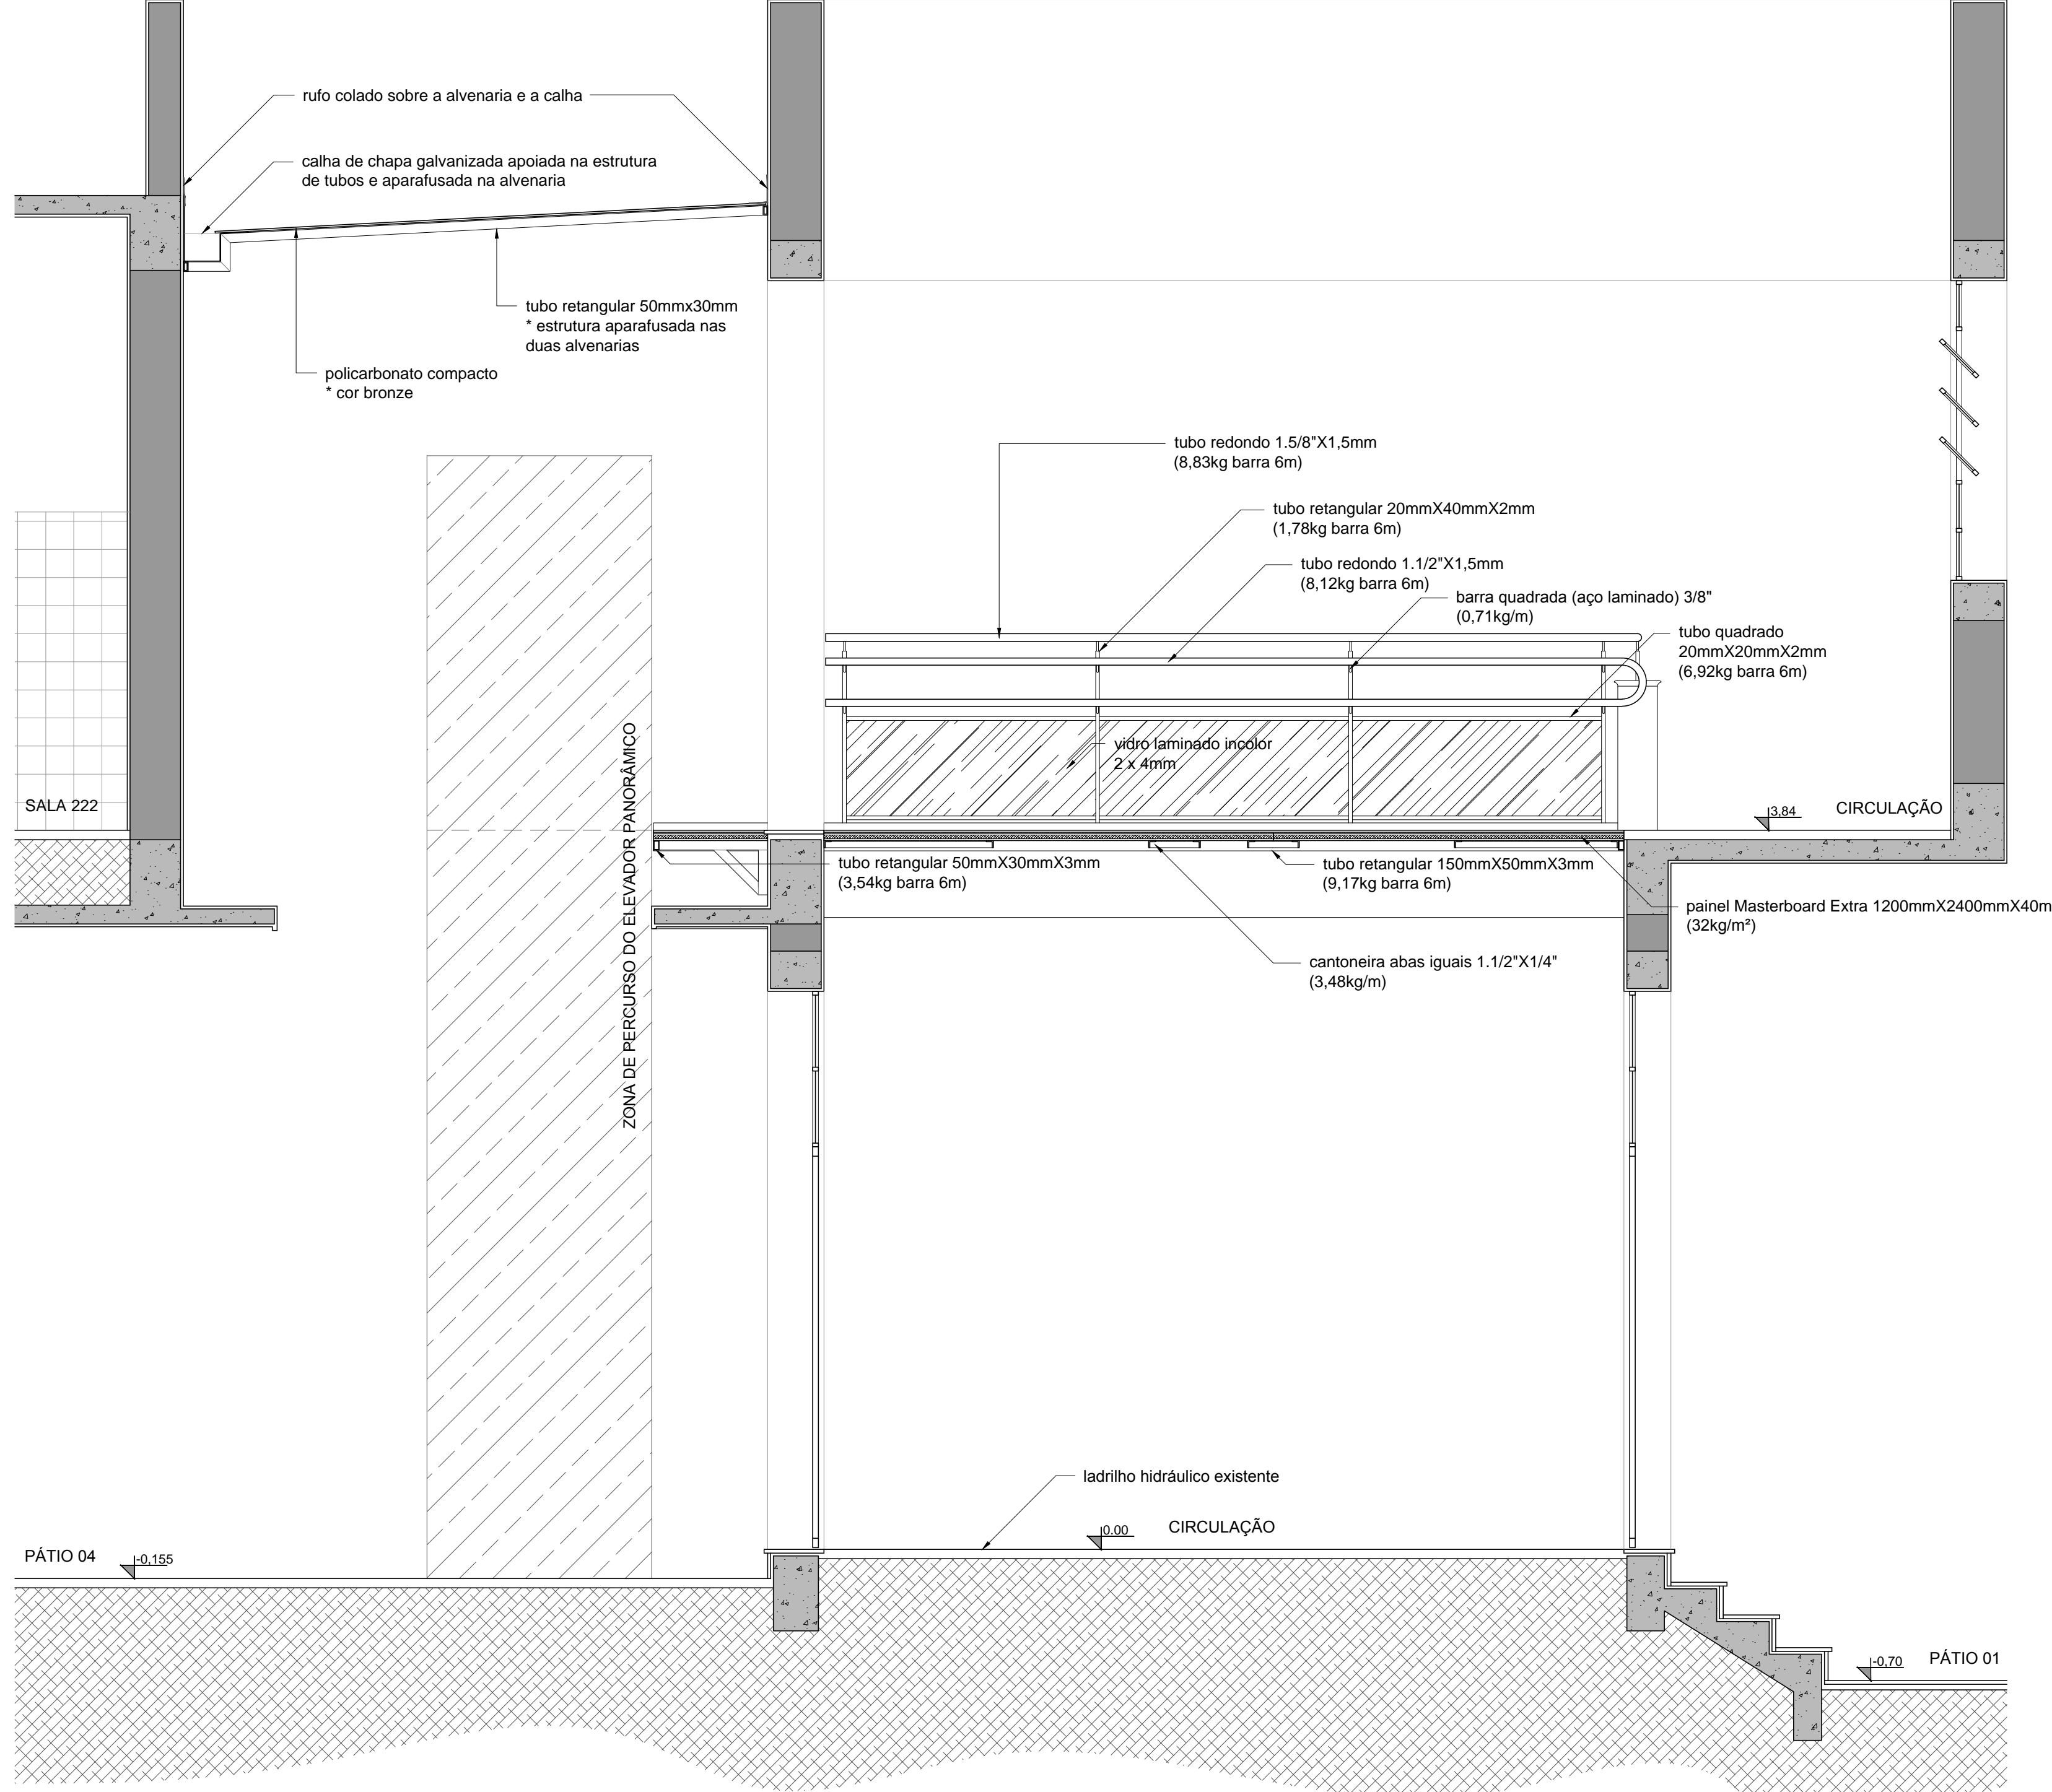 rufo colado sobre a alvenaria e a calha
calha de chapa galvanizada apoiada na estrutura
de tubos e aparafusada na alvenaria
tubo retangular 50mmx30mm
* estrutura aparafusada nas
duas alvenarias
policarbonato compacto
* cor bronze
tubo redondo 1.5/8"X1,5mm
(8,83kg barra 6m)
tubo retangular 20mmX40mmX2mm
(1,78kg barra 6m)
tubo redondo 1.1/2"X1,5mm
(8,12kg barra 6m)
barra quadrada (aço laminado) 3/8"
(0,71kg/m)
tubo quadrado
20mmX20mmX2mm
(6,92kg barra 6m)
vidro laminado incolor
2 x 4mm
SALA 222
3,84
CIRCULAÇÃO
ZONA DE PERCURSO DO ELEVADOR PANORÂMICO
tubo retangular 50mmX30mmX3mm
(3,54kg barra 6m)
tubo retangular 150mmX50mmX3mm
(9,17kg barra 6m)
painel Masterboard Extra 1200mmX2400mmX40m
(32kg/m²)
cantoneira abas iguais 1.1/2"X1/4"
(3,48kg/m)
ladrilho hidráulico existente
0.00
CIRCULAÇÃO
PÁTIO 04
-0,155
-0,70
PÁTIO 01